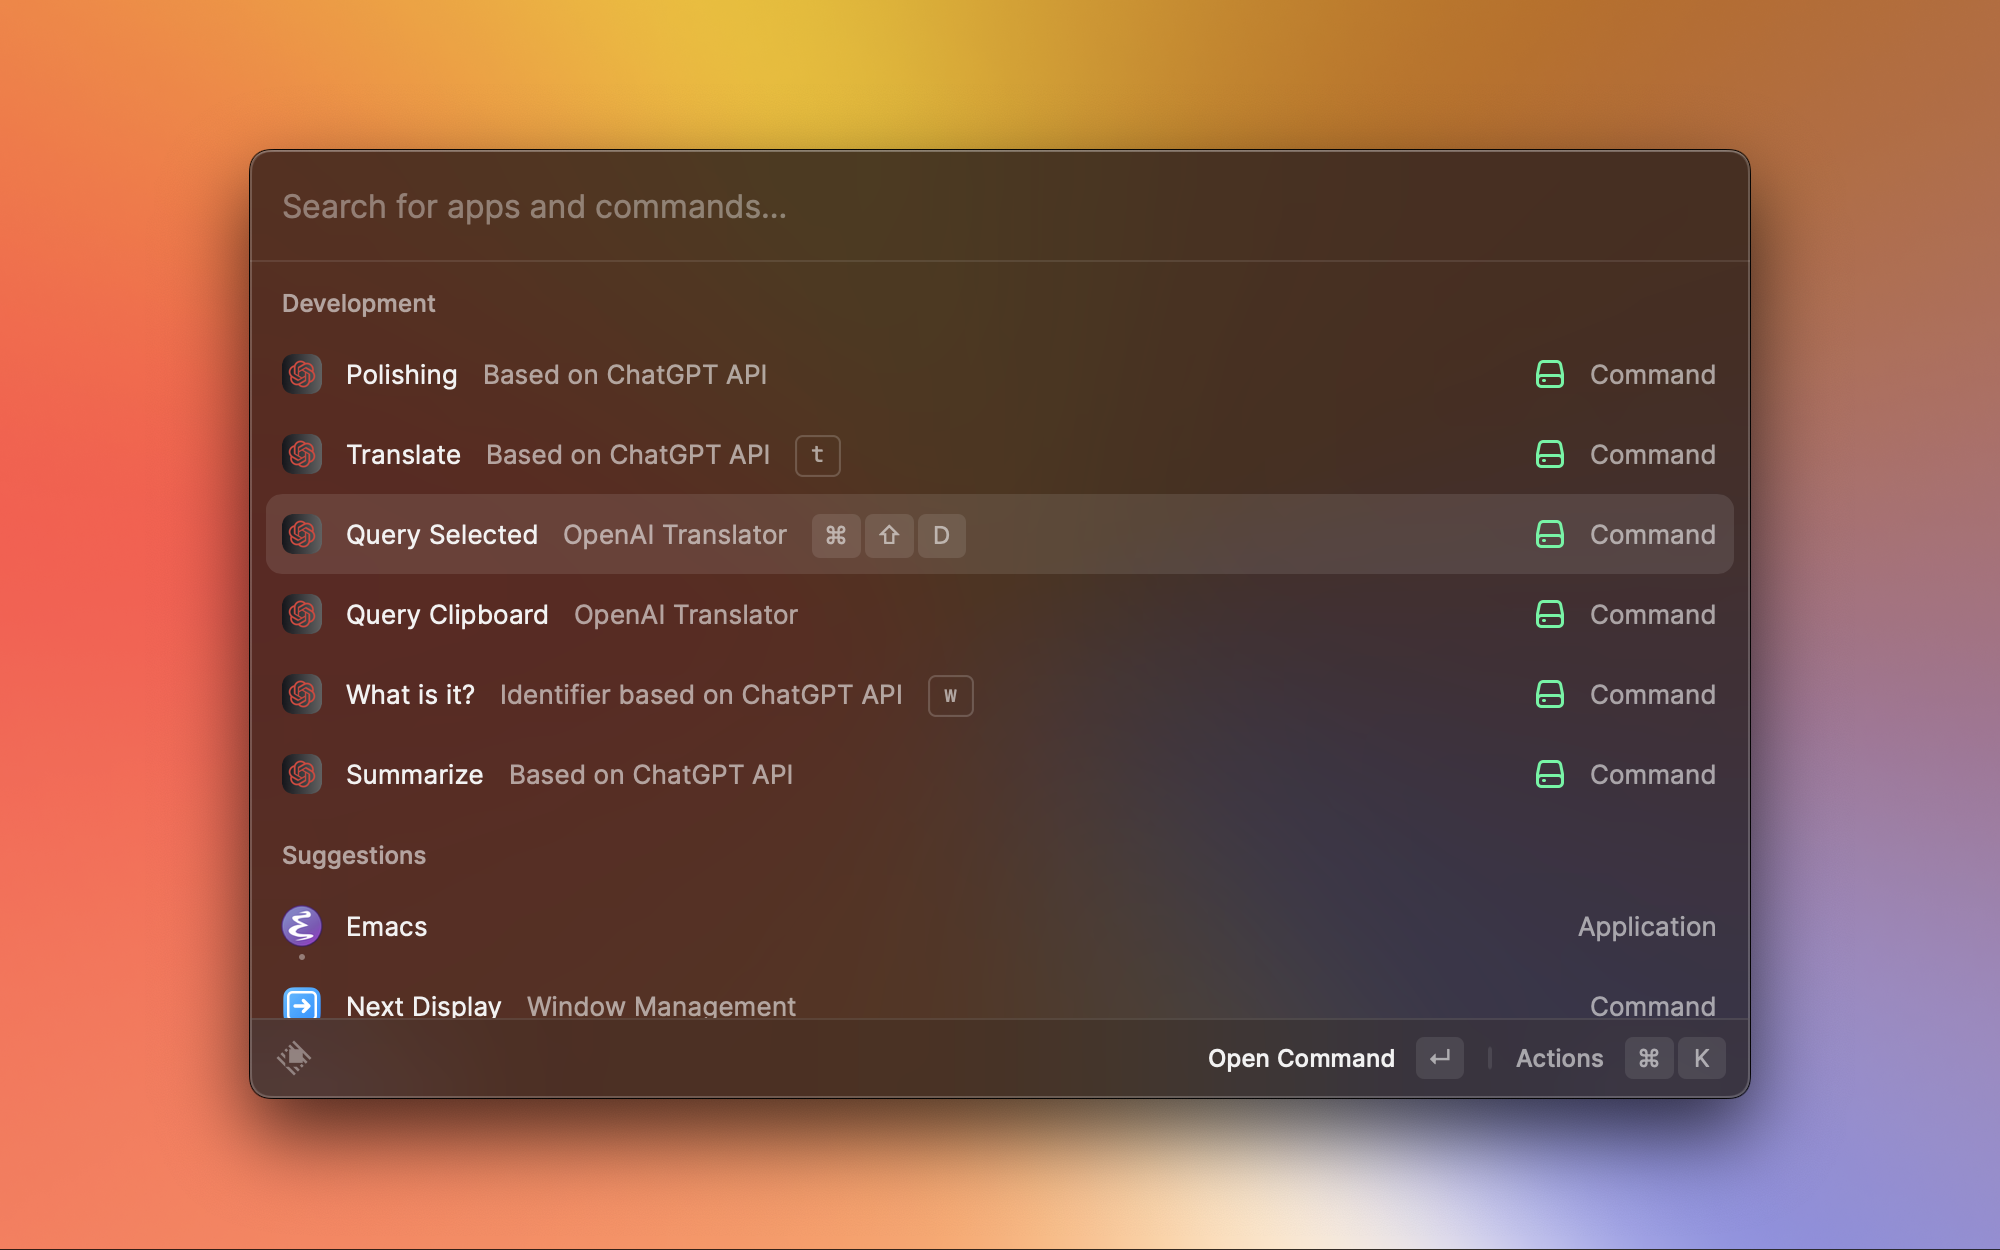 Search for apps and commands...
Development
Polishing Based on ChatGPT API Command
Translate Based on ChatGPT API t Command
Query Selected OpenAI Translator ⌘ ⇧ D Command
Query Clipboard OpenAI Translator Command
What is it? Identifier based on ChatGPT API w Command
Summarize Based on ChatGPT API Command
Suggestions
Emacs Application
Next Display Window Management Command
Open Command ↵ Actions ⌘ K